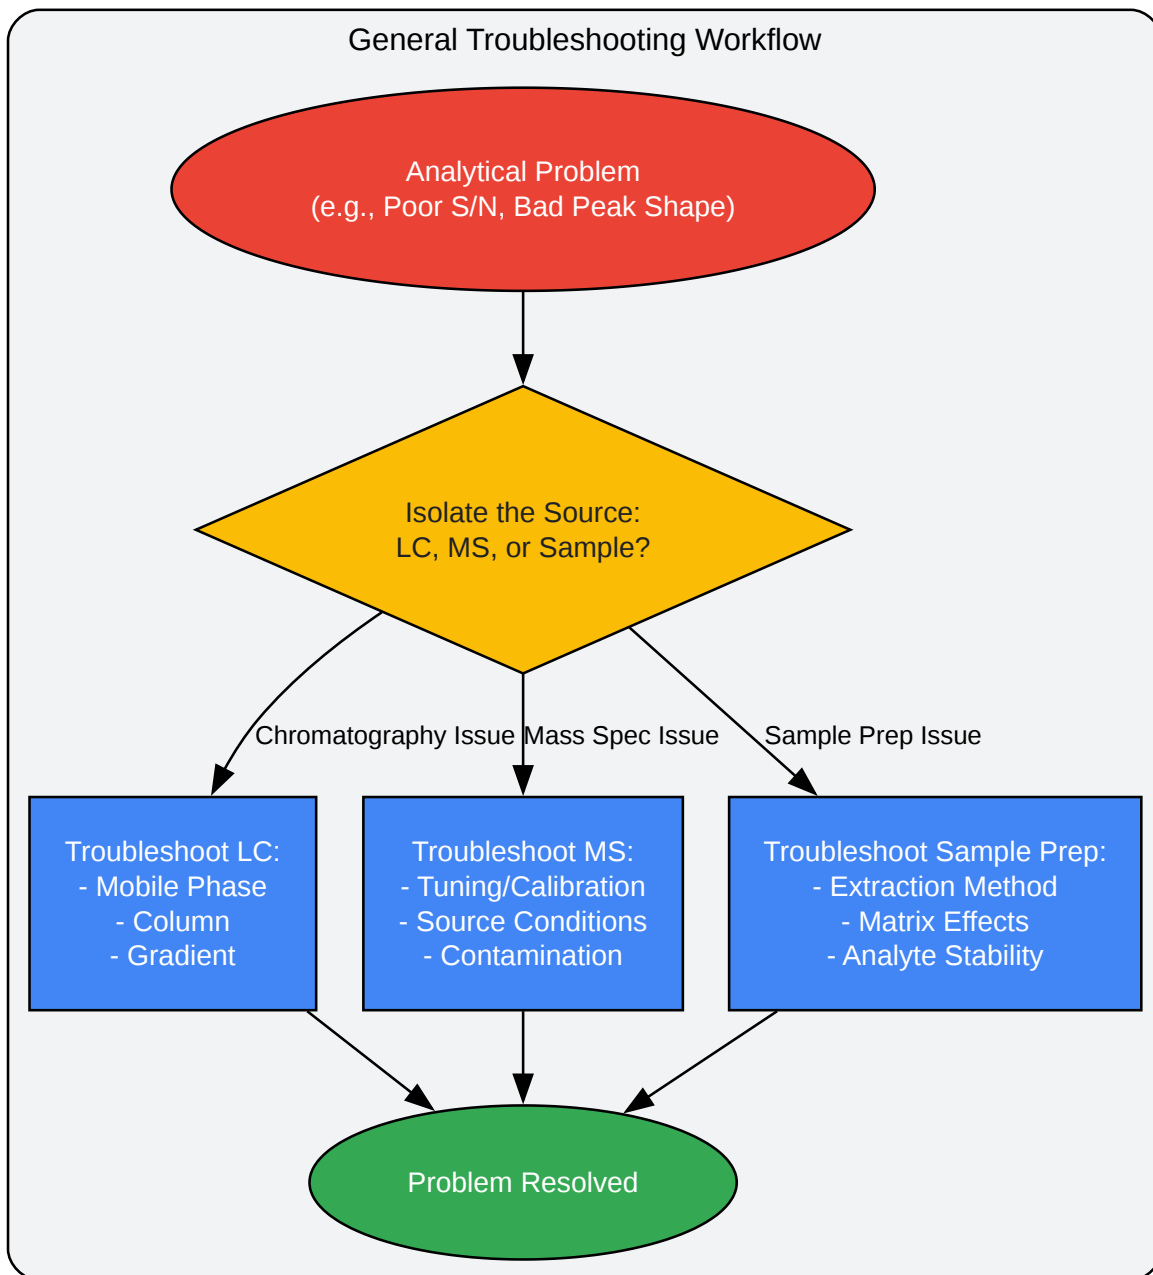 General Troubleshooting Workflow
Analytical Problem
(e.g., Poor S/N, Bad Peak Shape)
Isolate the Source:
LC, MS, or Sample?
Chromatography Issue
Mass Spec Issue
Sample Prep Issue
Troubleshoot LC:
- Mobile Phase
- Column
- Gradient
Troubleshoot MS:
- Tuning/Calibration
- Source Conditions
- Contamination
Troubleshoot Sample Prep:
- Extraction Method
- Matrix Effects
- Analyte Stability
Problem Resolved